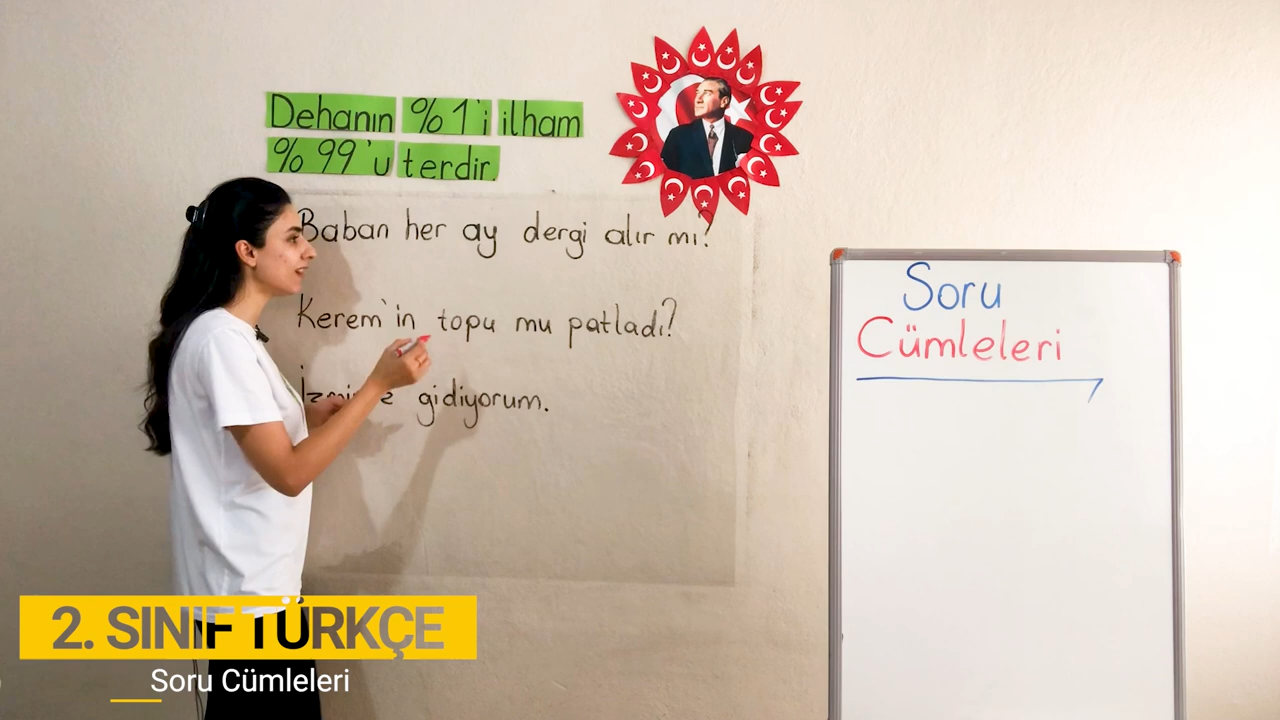 Dehanın %1'i ilham
%99'u terdir.
Baban her ay dergi alır mı?
Kerem'in topu mu patladı?
gidiyorum.
Soru
Cümleleri
2. SINIF TÜRKÇE
Soru Cümleleri